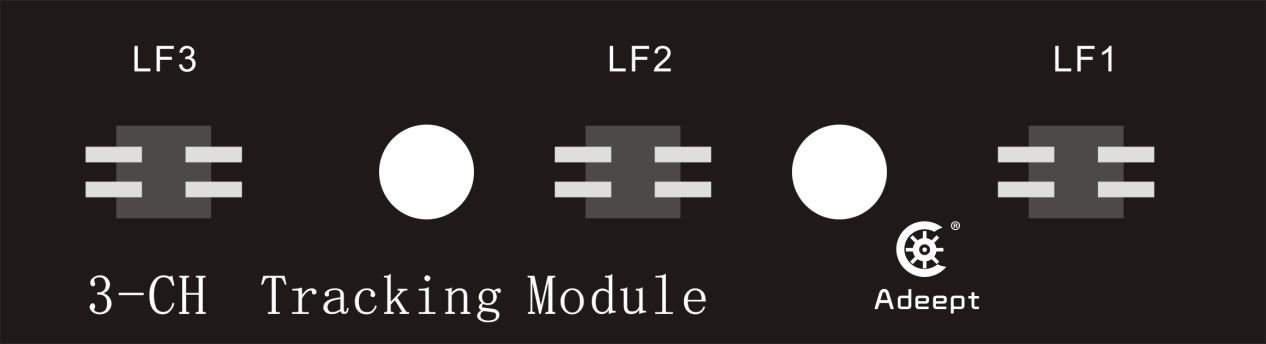 LF3 LF2 LF1
®
3-CH Tracking Module
Adeept